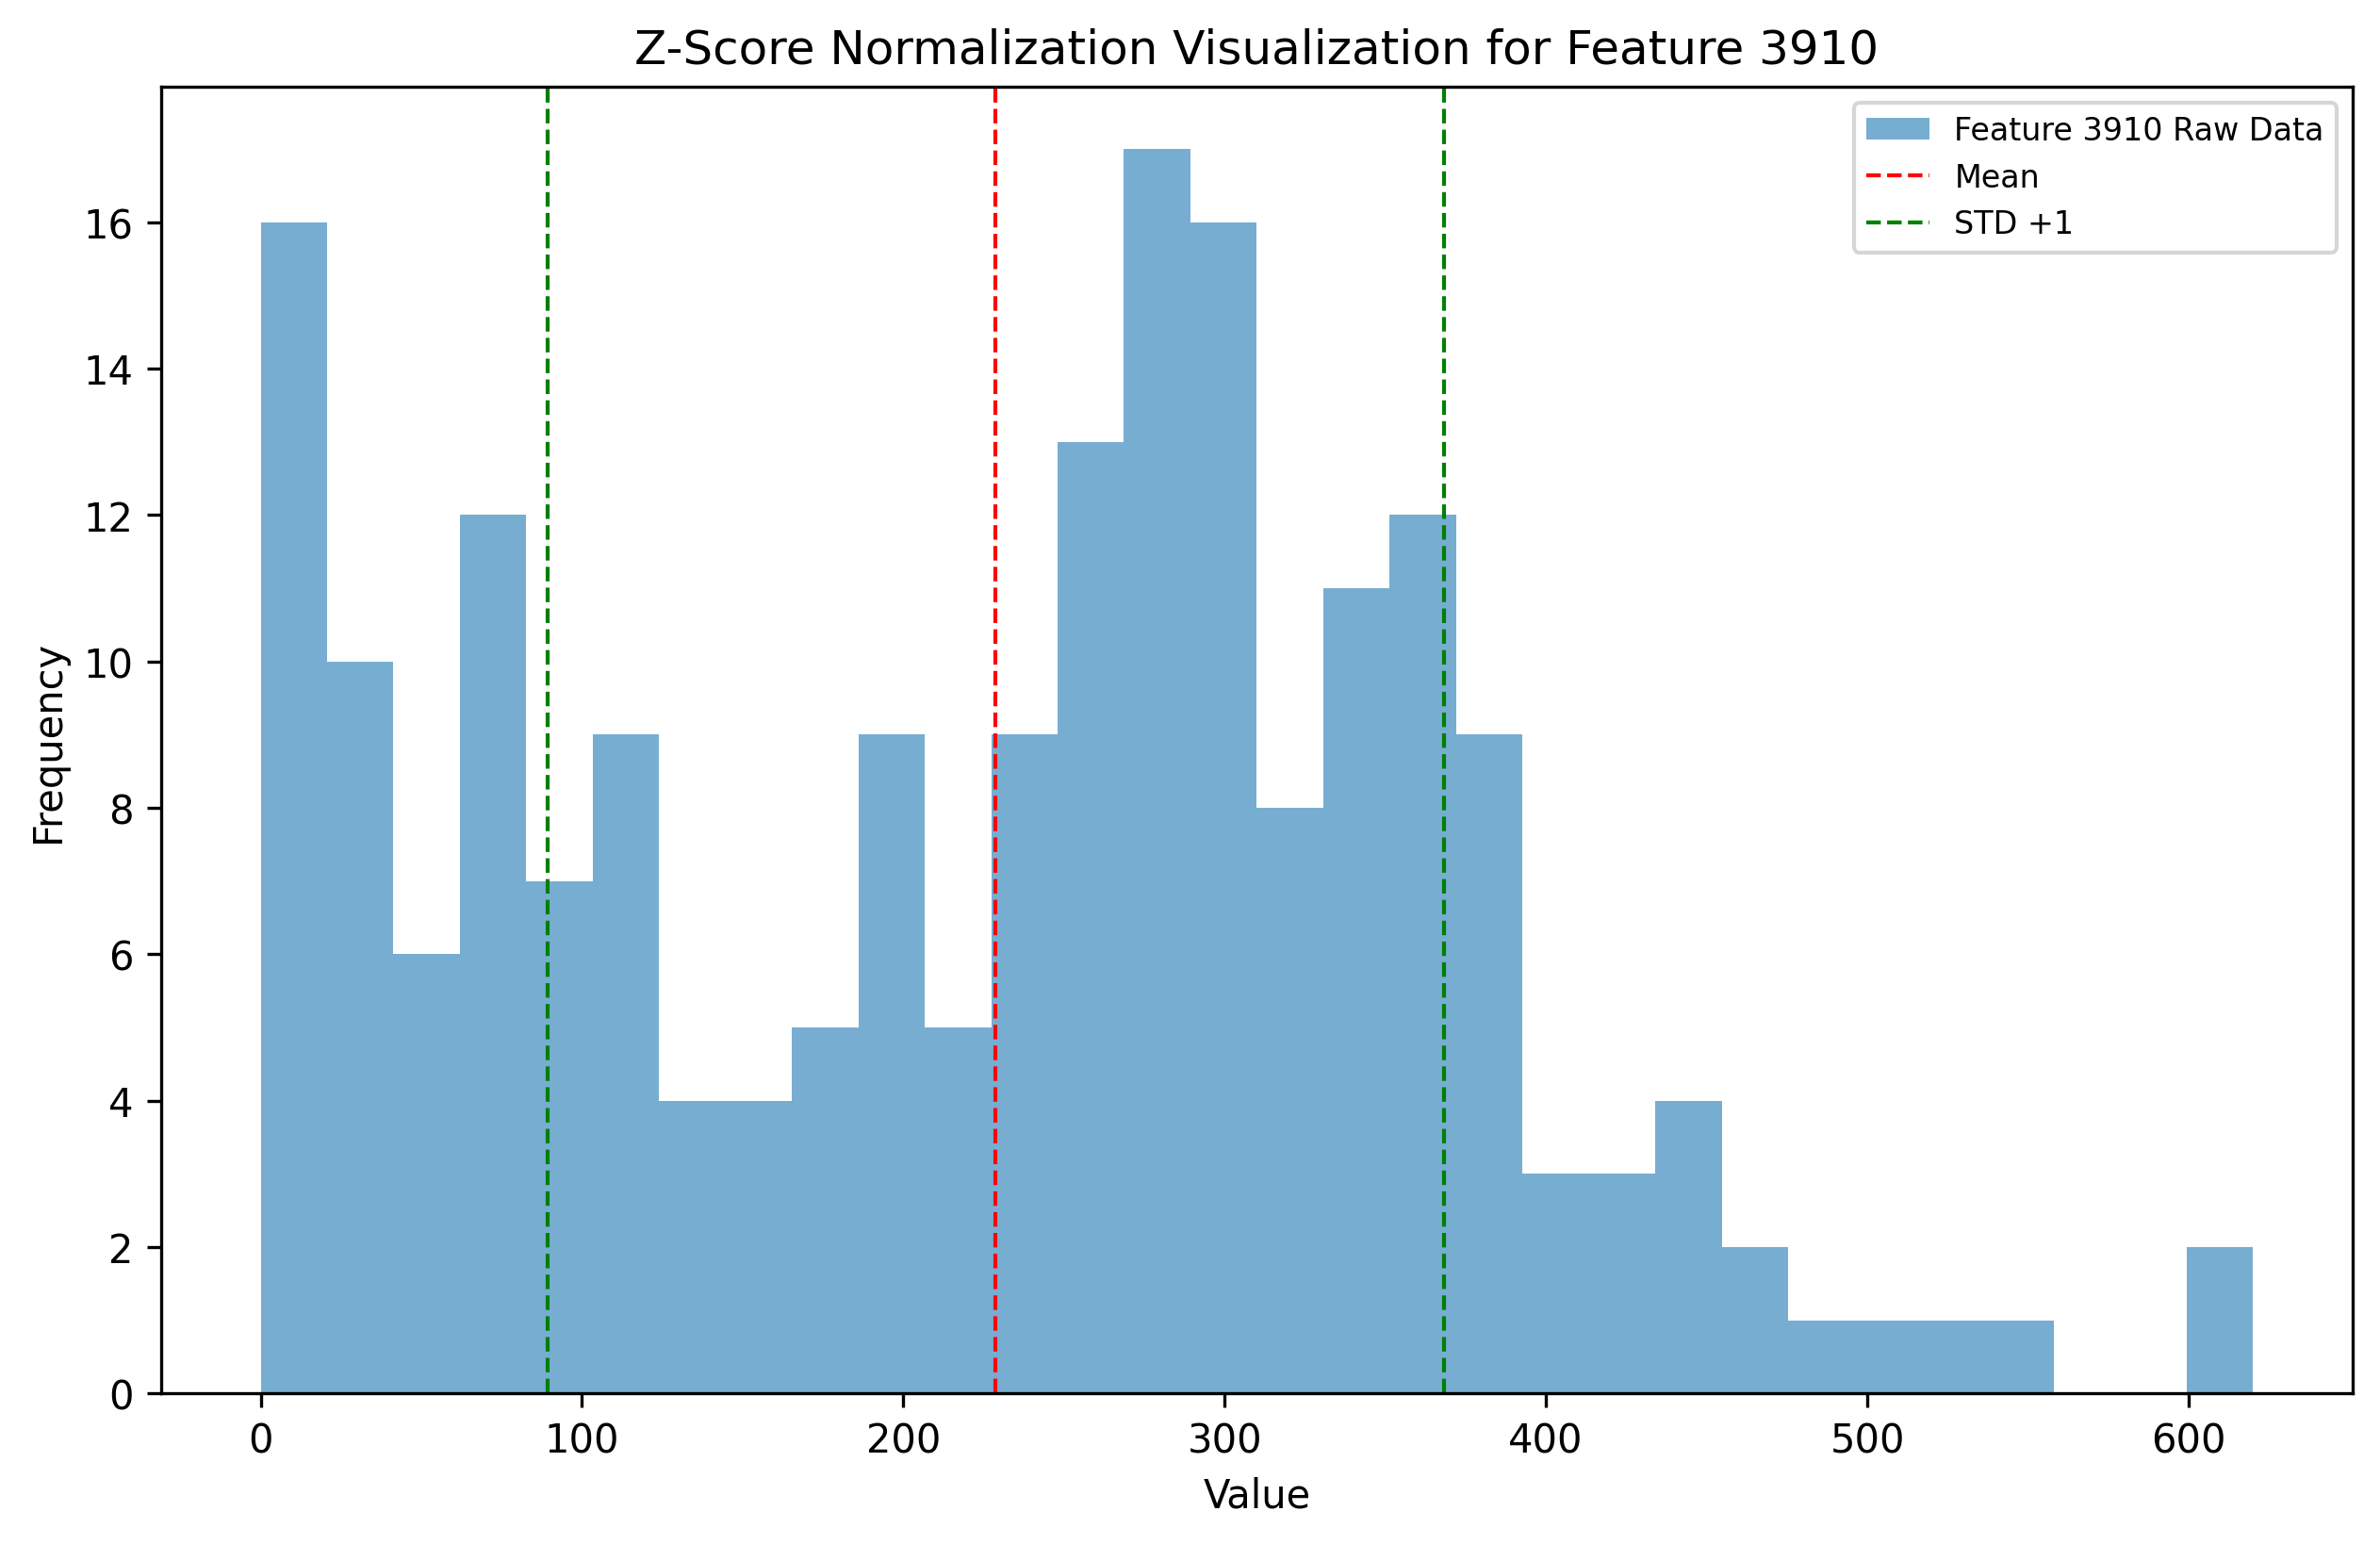 Z-Score Normalization Visualization for Feature 3910
Feature 3910 Raw Data
Mean
STD +1
16
14
12
10
8
6
4
2
0
Frequency
0 100 200 300 400 500 600
Value